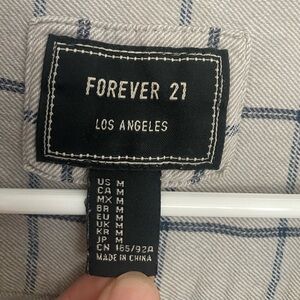 FOREVER 21
LOS ANGELES
US M
CA M
MX M
BR M
EU M
UK M
KR M
JP M
CN 165/92A
MADE IN CHINA